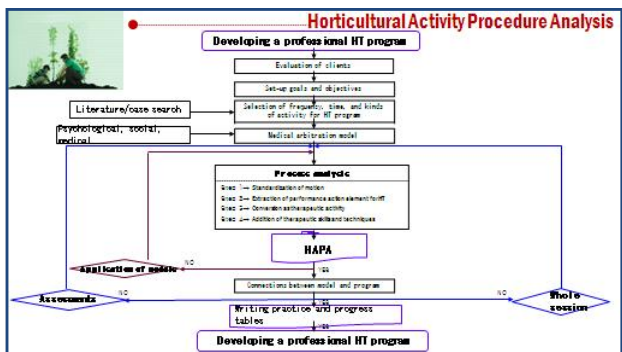 Horticultural Activity Procedure Analysis
Developing a professional HT program
Evaluation of clients
Set-up goals and objectives
Literature/case search
Selection of frequency, time, and kinds
of activity for HT program
Psychological, social,
medical
Medical arbitration model
Process analysis
Step 1→ Standardization of motion
Step 2→ Extraction of performance action element for HT
Step 3→ Conversion as therapeutic activity
Step 4→ Addition of therapeutic skills and techniques
HAPA
Application of models
NO
YES
Connections between model and program
Assessments
NO
YES
NO
Whole
session
Writing practice and progress
tables
YES
Developing a professional HT program